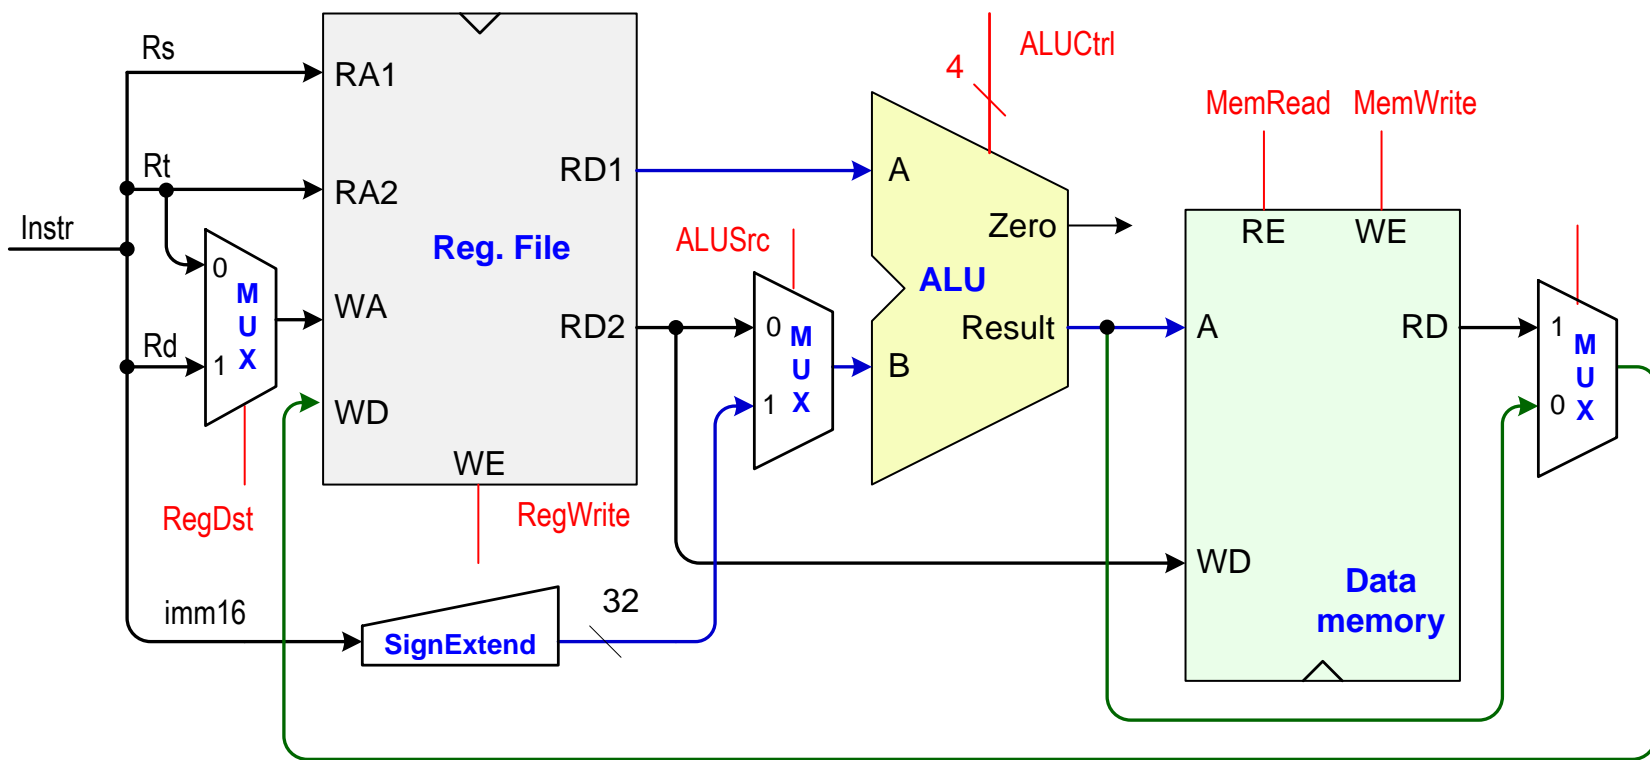 Rs
RA1
Rt
RA2
Instr
0
M
U
X
1
Rd
WA
WD
RegDst
Reg. File
RD1
RD2
WE
RegWrite
imm16
SignExtend
32
ALUSrc
0
M
U
X
1
4
ALUCtrl
A
Zero
ALU
Result
B
MemRead
MemWrite
RE
WE
A
RD
WD
Data
memory
1
M
U
X
0